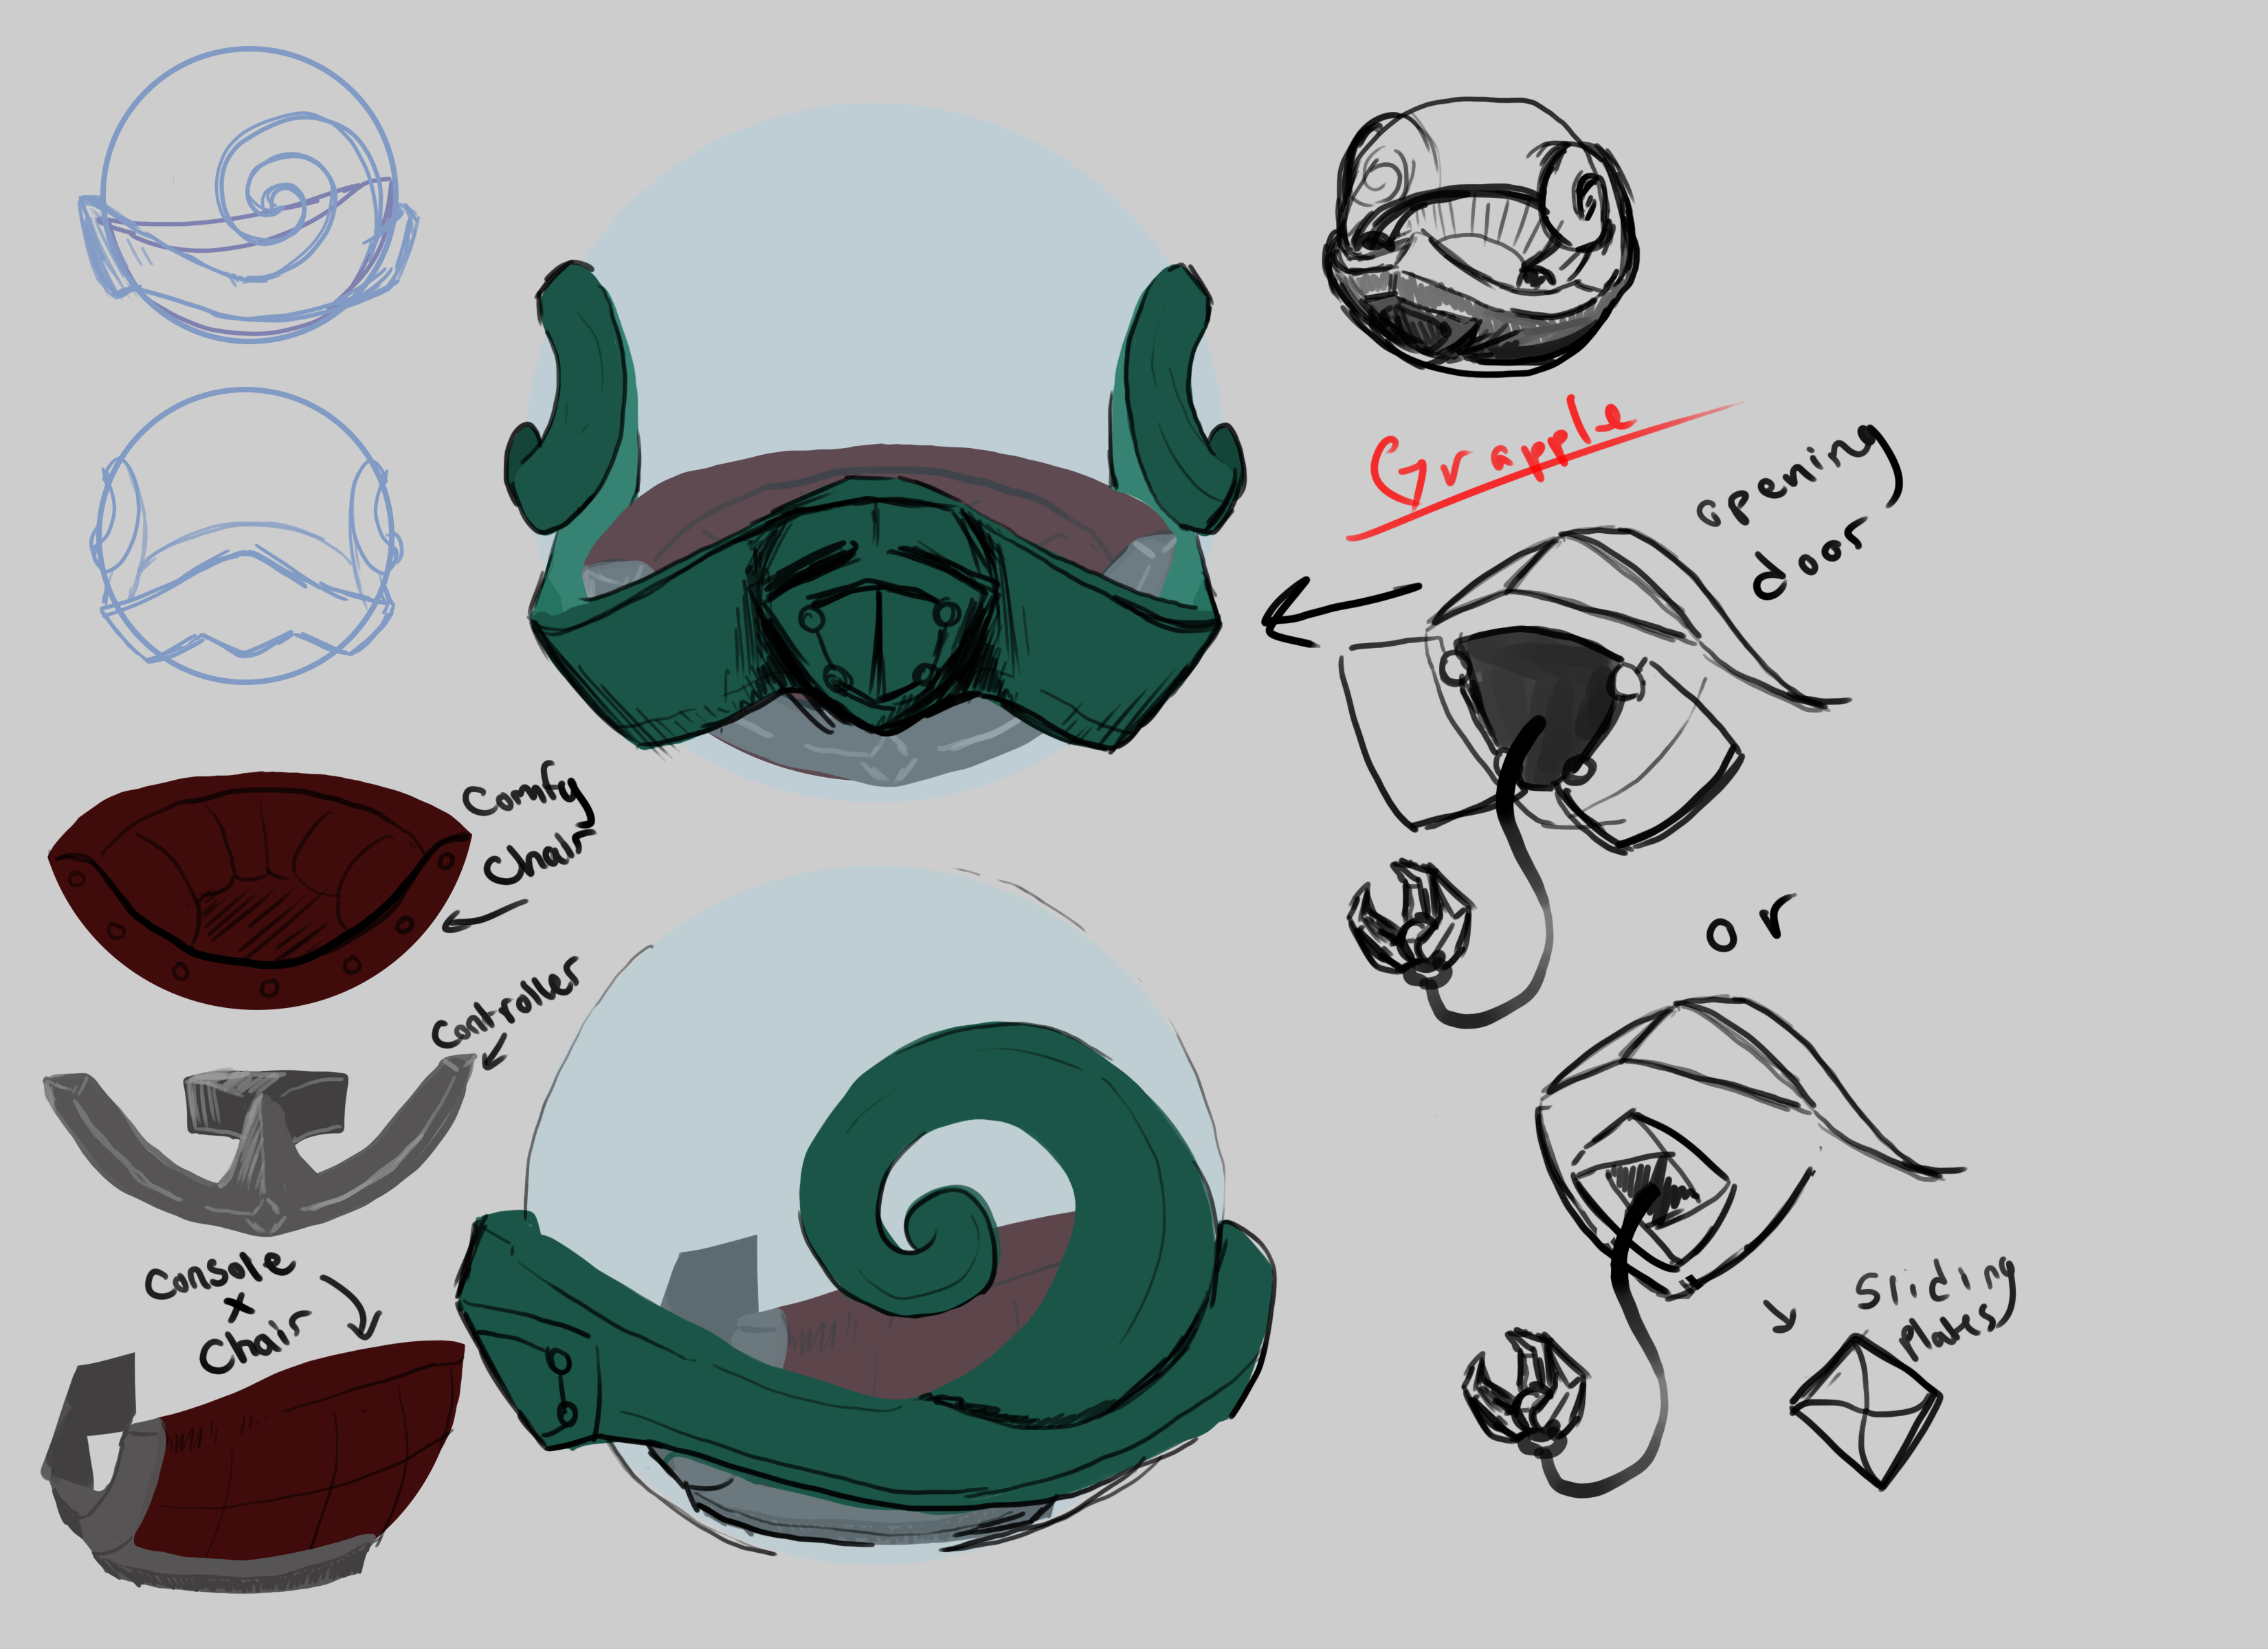 Grapple
opening
door
Comfy
Chair
or
Controller
Console
x
Chair
Sliding
plates